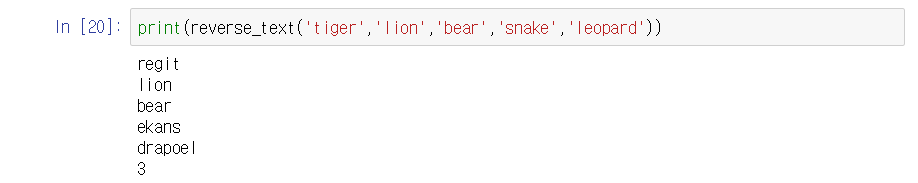 In [20]: print(reverse_text('tiger','lion','bear','snake','leopard'))
regit
lion
bear
ekans
drapoel
3